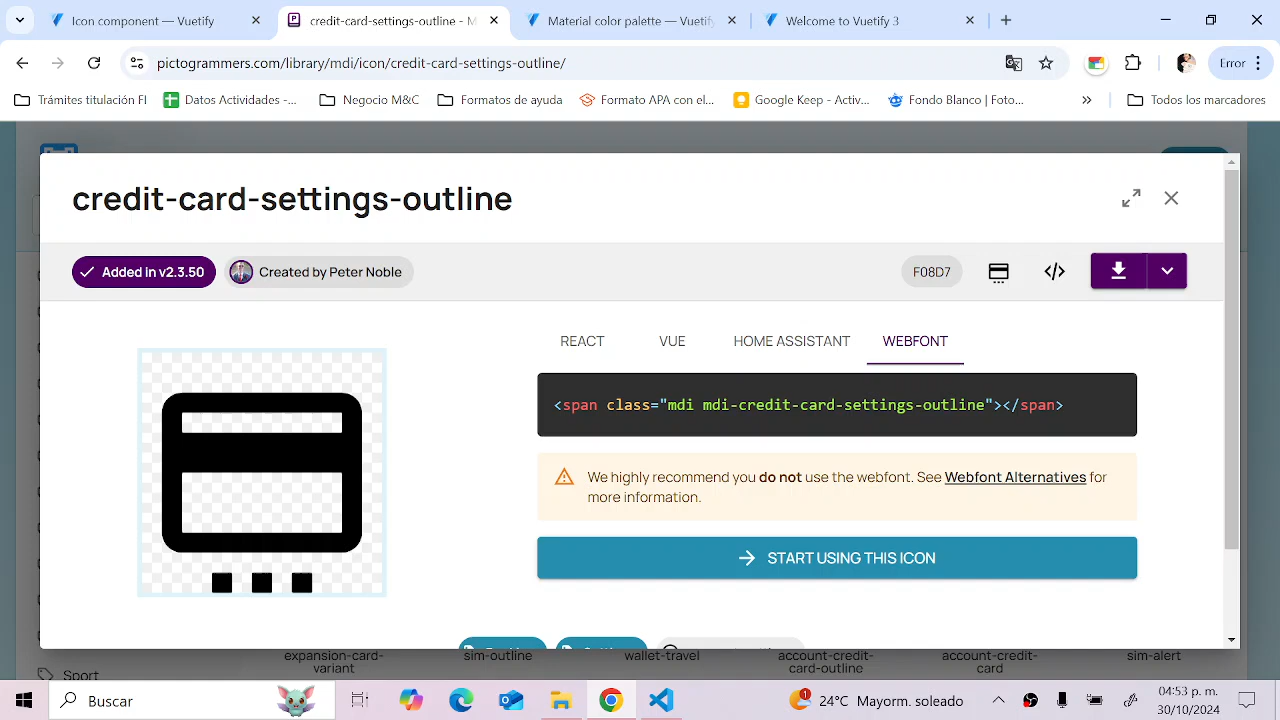 Icon component — Vuetify
credit-card-settings-outline - M
Material color palette — Vuetify
Welcome to Vuetify 3
pictogrammers.com/library/mdi/icon/credit-card-settings-outline/
Error
Trámites titulación FI
Datos Actividades -...
Negocio M&C
Formatos de ayuda
Formato APA con el...
Google Keep - Activ...
Fondo Blanco | Foto...
Todos los marcadores
credit-card-settings-outline
Added in v2.3.50
Created by Peter Noble
F08D7
REACT
VUE
HOME ASSISTANT
WEBFONT
<span class="mdi mdi-credit-card-settings-outline"></span>
We highly recommend you do not use the webfont. See Webfont Alternatives for
more information.
START USING THIS ICON
expansion-card-
variant
sim-outline
wallet-travel
account-credit-
card-outline
account-credit-
card
sim-alert
Sport
Buscar
24°C Mayorm. soleado
04:53 p. m.
30/10/2024